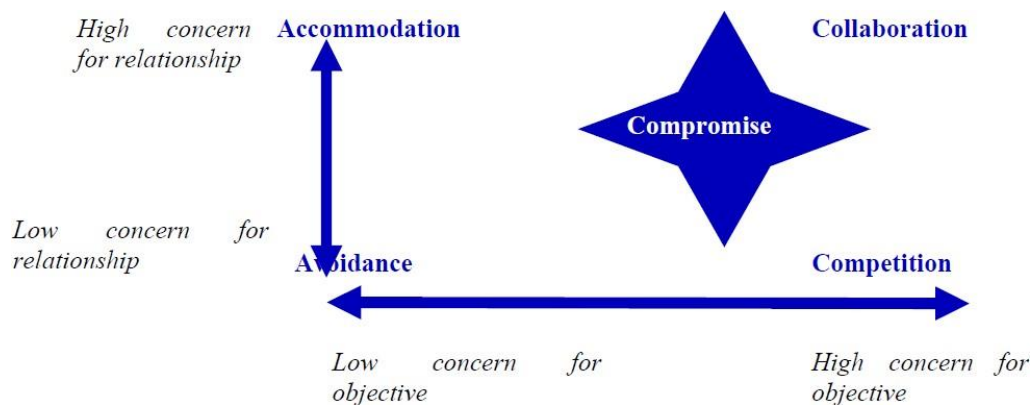 High concern
for relationship
Accommodation
Collaboration
Compromise
Low concern for
relationship
Avoidance
Competition
Low concern for
objective
High concern for
objective